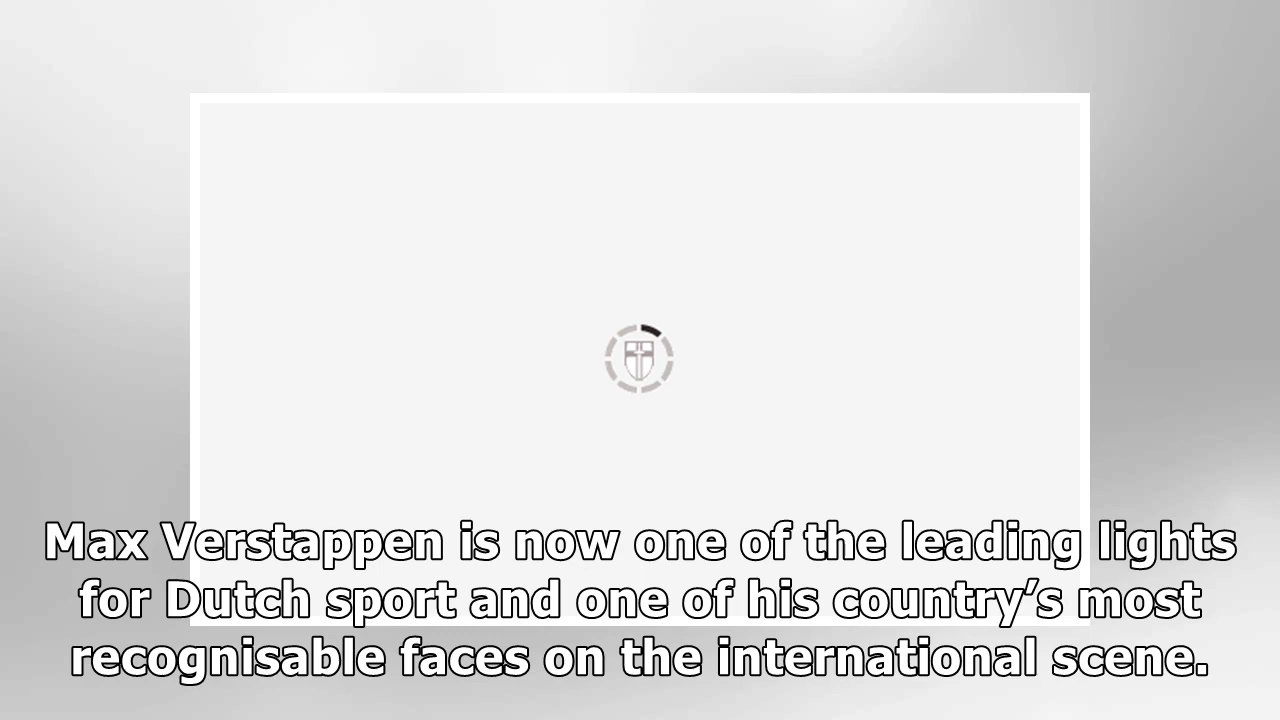 Max Verstappen is now one of the leading lights
for Dutch sport and one of his country’s most
recognisable faces on the international scene.